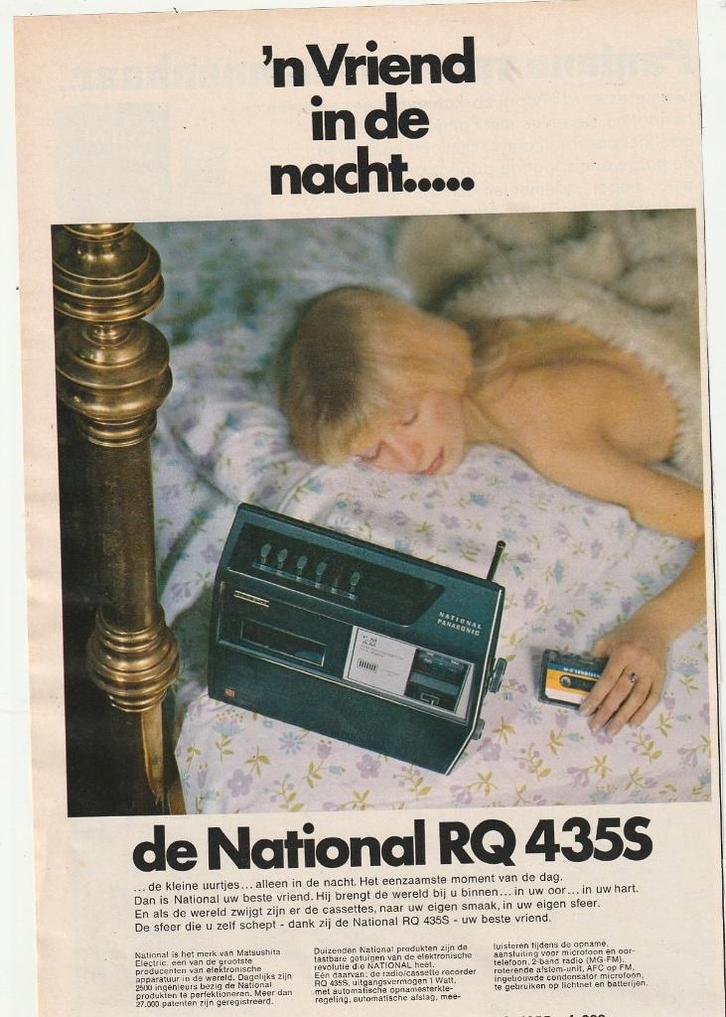 'n Vriend
in de
nacht.....
NATIONAL
PANASONIC
de National RQ 435S
... de kleine uurtjes... alleen in de nacht. Het eenzaamste moment van de dag.
Dan is National uw beste vriend. Hij brengt de wereld bij u binnen... in uw oor... in uw hart.
En als de wereld zwijgt zijn er de cassettes, naar uw eigen smaak, in uw eigen sfeer.
De sfeer die u zelf schept - dank zij de National RQ 435S - uw beste vriend.
National is het merk van Matsushita
Electric, een van de grootste
producenten van elektronische
apparatuur in de wereld. Dagelijks zijn
2500 ingenieurs bezig de National
produkten te perfektioneren. Meer dan
27.000 patenten zijn geregistreerd.
Duizenden National produkten zijn de
tastbare getuigen van de elektronische
revolutie die NATIONAL heet.
Eén daarvan: de radio/cassette recorder
RQ 435S, uitgangsvermogen 1 Watt,
met automatische opnamesterkte-
regeling, automatische afslag, mee-
luisteren tijdens de opname,
aansluiting voor microfoon en oor-
telefoon, 2-band radio (MG-FM),
roterende afstem-unit, AFC op FM,
ingebouwde condensator microfoon,
te gebruiken op lichtnet en batterijen.